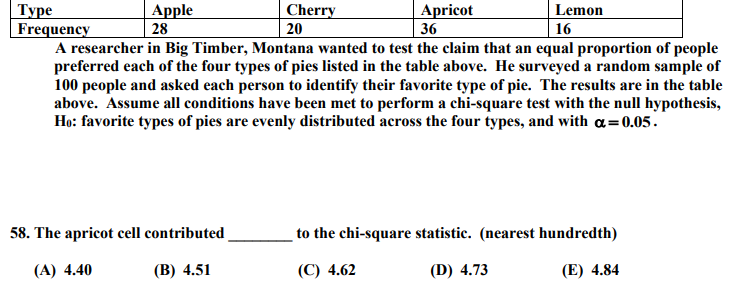 Type Apple Cherry Apricot Lemon
Frequency 28 20 36 16
A researcher in Big Timber, Montana wanted to test the claim that an equal proportion of people
preferred each of the four types of pies listed in the table above. He surveyed a random sample of
100 people and asked each person to identify their favorite type of pie. The results are in the table
above. Assume all conditions have been met to perform a chi-square test with the null hypothesis,
H₀: favorite types of pies are evenly distributed across the four types, and with α = 0.05.
58. The apricot cell contributed ________ to the chi-square statistic. (nearest hundredth)
(A) 4.40 (B) 4.51 (C) 4.62 (D) 4.73 (E) 4.84